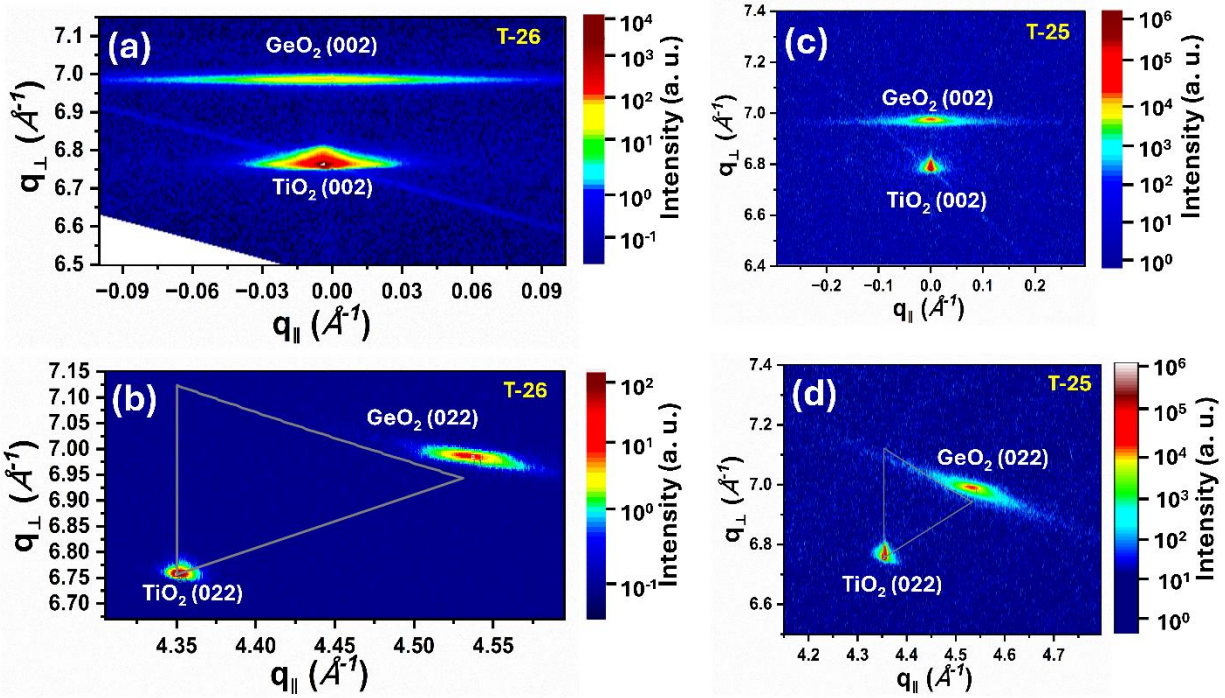 (a)
T-26
GeO2 (002)
TiO2 (002)
7.1
7.0
6.9
6.8
6.7
6.6
6.5
q⊥ (Å-1)
−0.09 −0.06 −0.03 0.00 0.03 0.06 0.09
q∥ (Å-1)
10^4
10^3
10^2
10^1
10^0
10^-1
Intensity (a. u.)
(c)
T-25
GeO2 (002)
TiO2 (002)
7.4
7.2
7.0
6.8
6.6
6.4
q⊥ (Å-1)
−0.2 −0.1 0.0 0.1 0.2
q∥ (Å-1)
10^6
10^5
10^4
10^3
10^2
10^1
10^0
Intensity (a. u.)
(b)
T-26
GeO2 (022)
TiO2 (022)
7.15
7.10
7.05
7.00
6.95
6.90
6.85
6.80
6.75
6.70
q⊥ (Å-1)
4.35 4.40 4.45 4.50 4.55
q∥ (Å-1)
10^2
10^1
10^0
10^-1
Intensity (a. u.)
(d)
T-25
GeO2 (022)
TiO2 (022)
7.4
7.2
7.0
6.8
6.6
q⊥ (Å-1)
4.2 4.3 4.4 4.5 4.6 4.7
q∥ (Å-1)
10^6
10^5
10^4
10^3
10^2
10^1
10^0
Intensity (a. u.)